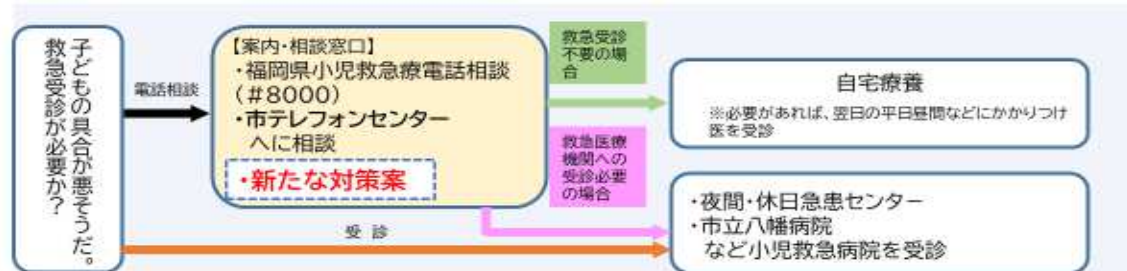 子どもの具合が悪そうだ。
救急受診が必要か?
電話相談
【案内・相談窓口】
・福岡県小児救急療電話相談
(#8000)
・市テレフォンセンター
へに相談
・新たな対策案
救急受診
不要の場
合
自宅療養
※必要があれば、翌日の平日昼間などにかかりつけ
医を受診
救急医療
機関への
受診必要
の場合
・夜間・休日急患センター
・市立八幡病院
など小児救急病院を受診
受 診